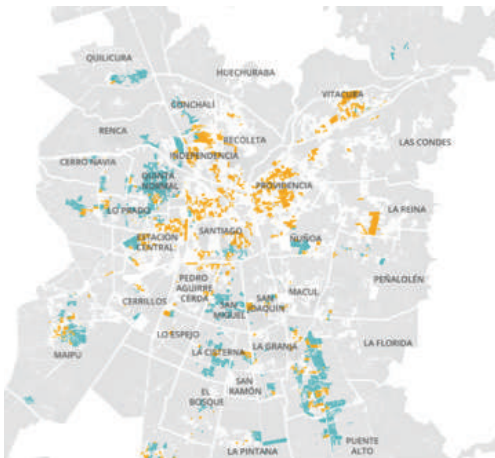 QUILICURA
HUECHURABA
VITACURA
CONCHALÍ
RENCA
RECOLETA
LAS CONDES
INDEPENDENCIA
CERRO NAVIA
QUINTA
NORMAL
PROVIDENCIA
LO PRADO
LA REINA
SANTIAGO
ESTACIÓN
CENTRAL
ÑUÑOA
PEDRO
AGUIRRE
CERDA
PEÑALOLÉN
CERRILLOS
SAN
MIGUEL
SAN
JOAQUÍN
MACUL
LO ESPEJO
LA GRANJA
LA FLORIDA
MAIPU
LA CISTERNA
SAN
RAMÓN
EL
BOSQUE
PUENTE
ALTO
LA PINTANA